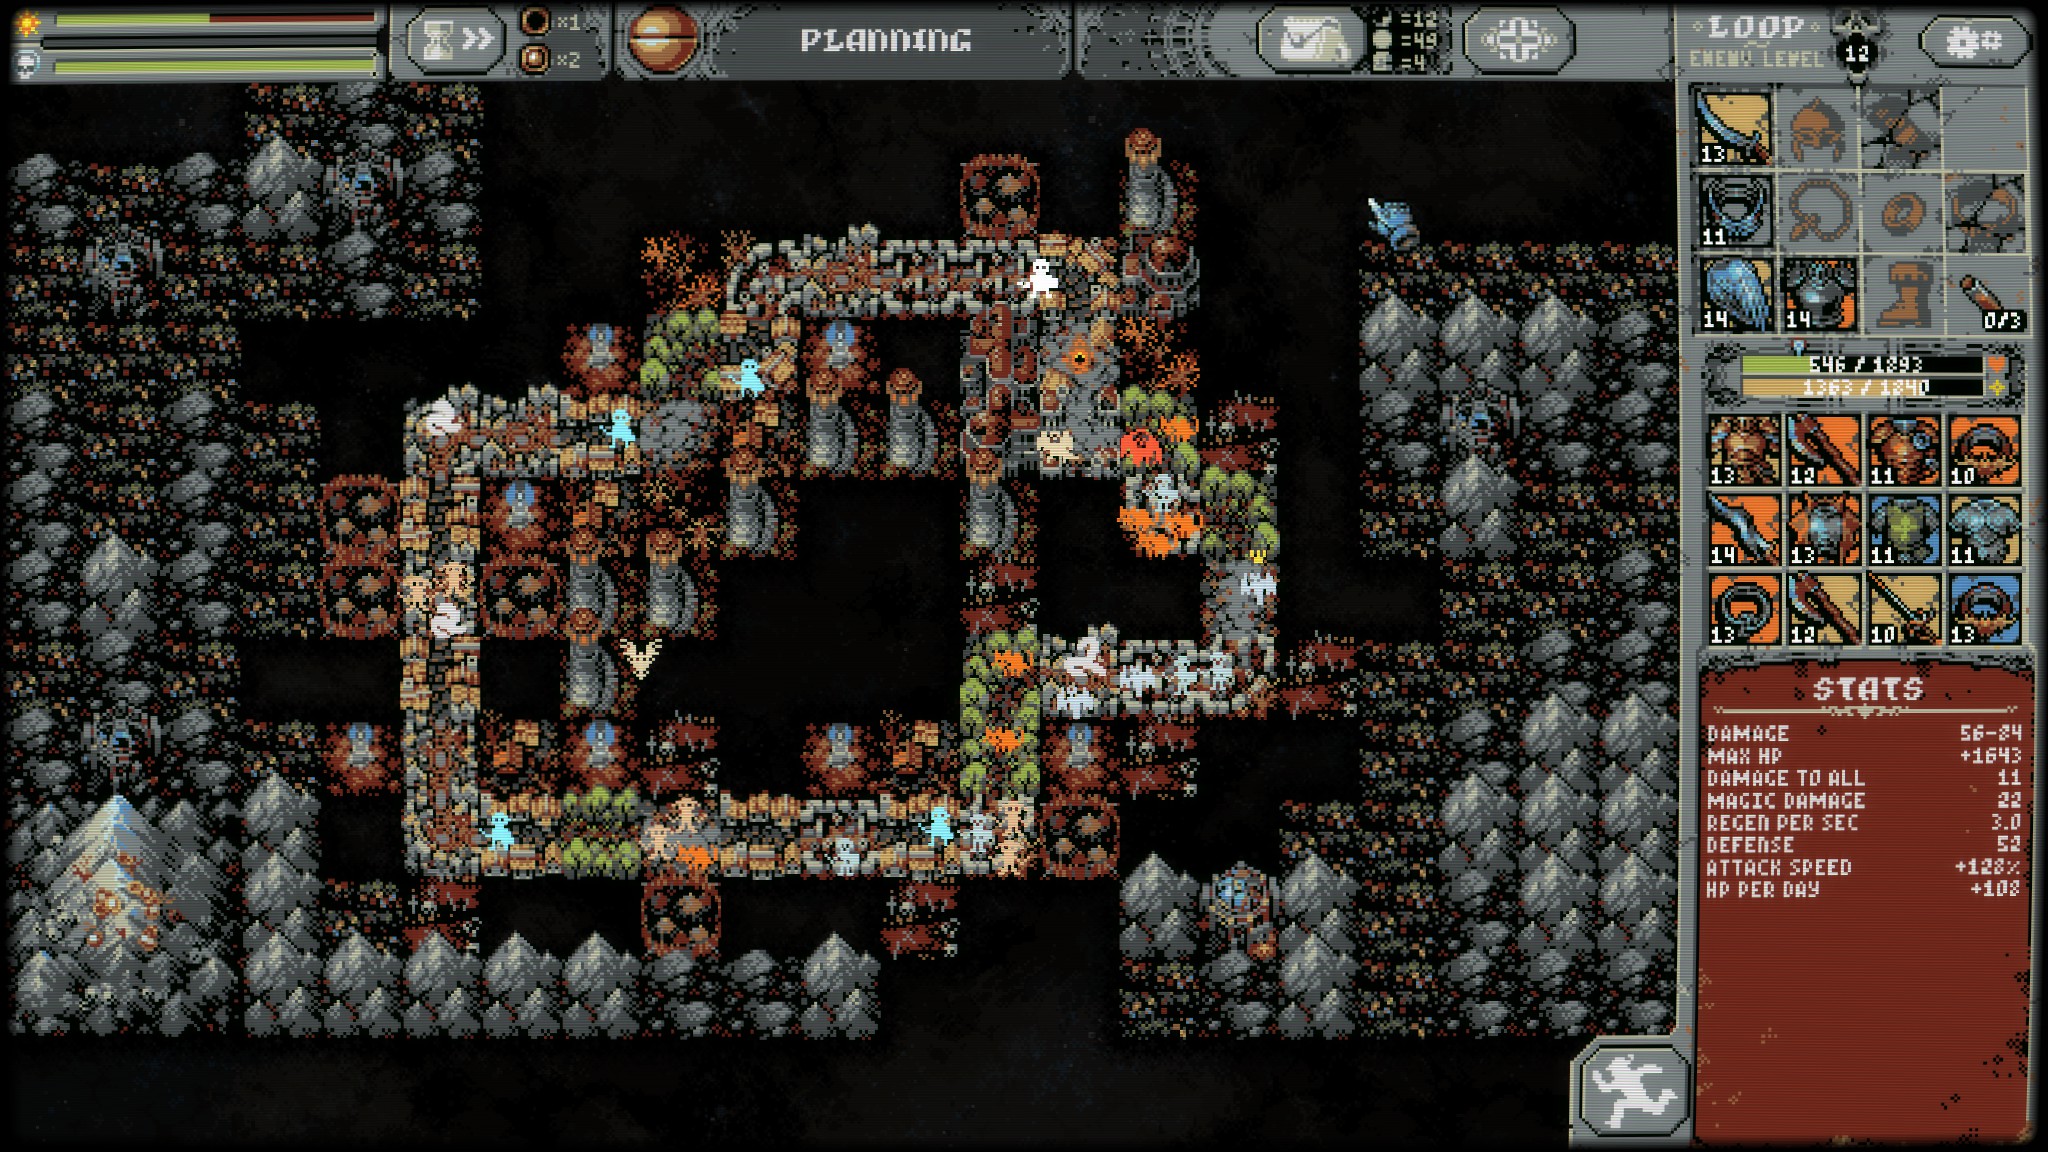 ×1
×2
PLANNING
=12
=49
=4
LOOP
ENEMY LEVEL
12
13
11
14
14
0/3
546 / 1893
1363 / 1840
13
12
11
10
14
13
11
11
13
12
10
13
STATS
DAMAGE 56-84
MAX HP +1643
DAMAGE TO ALL 11
MAGIC DAMAGE 22
REGEN PER SEC 3.0
DEFENSE 52
ATTACK SPEED +128%
HP PER DAY +108